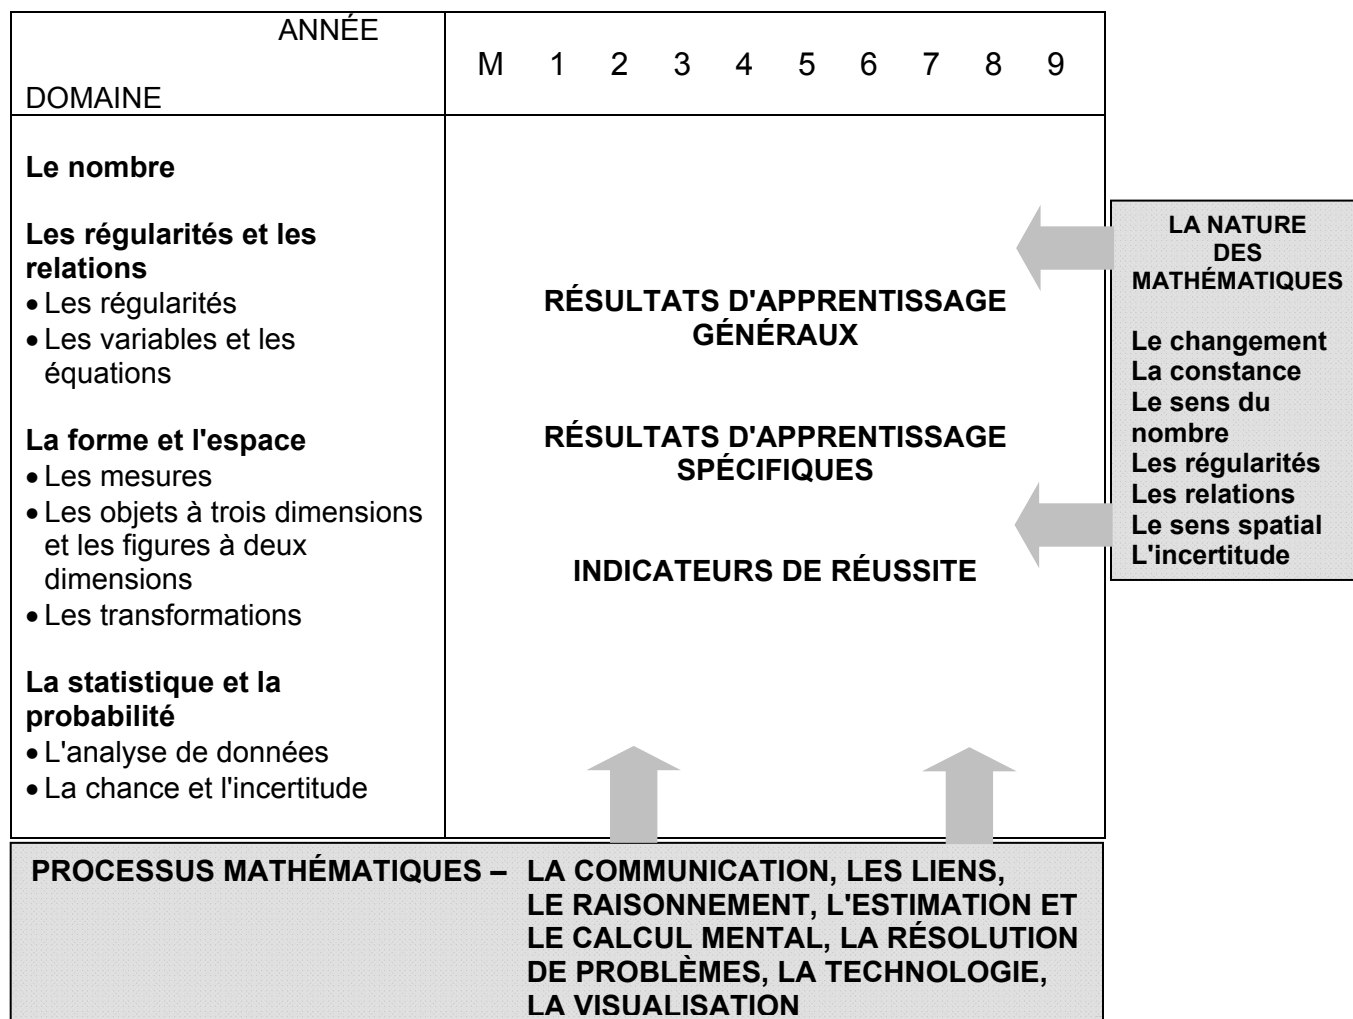 ANNÉE
DOMAINE
M 1 2 3 4 5 6 7 8 9
Le nombre
Les régularités et les
relations
• Les régularités
• Les variables et les
équations
La forme et l'espace
• Les mesures
• Les objets à trois dimensions
et les figures à deux
dimensions
• Les transformations
La statistique et la
probabilité
• L'analyse de données
• La chance et l'incertitude
RÉSULTATS D'APPRENTISSAGE
GÉNÉRAUX
RÉSULTATS D'APPRENTISSAGE
SPÉCIFIQUES
INDICATEURS DE RÉUSSITE
LA NATURE
DES
MATHÉMATIQUES
Le changement
La constance
Le sens du
nombre
Les régularités
Les relations
Le sens spatial
L'incertitude
PROCESSUS MATHÉMATIQUES – LA COMMUNICATION, LES LIENS,
LE RAISONNEMENT, L'ESTIMATION ET
LE CALCUL MENTAL, LA RÉSOLUTION
DE PROBLÈMES, LA TECHNOLOGIE,
LA VISUALISATION